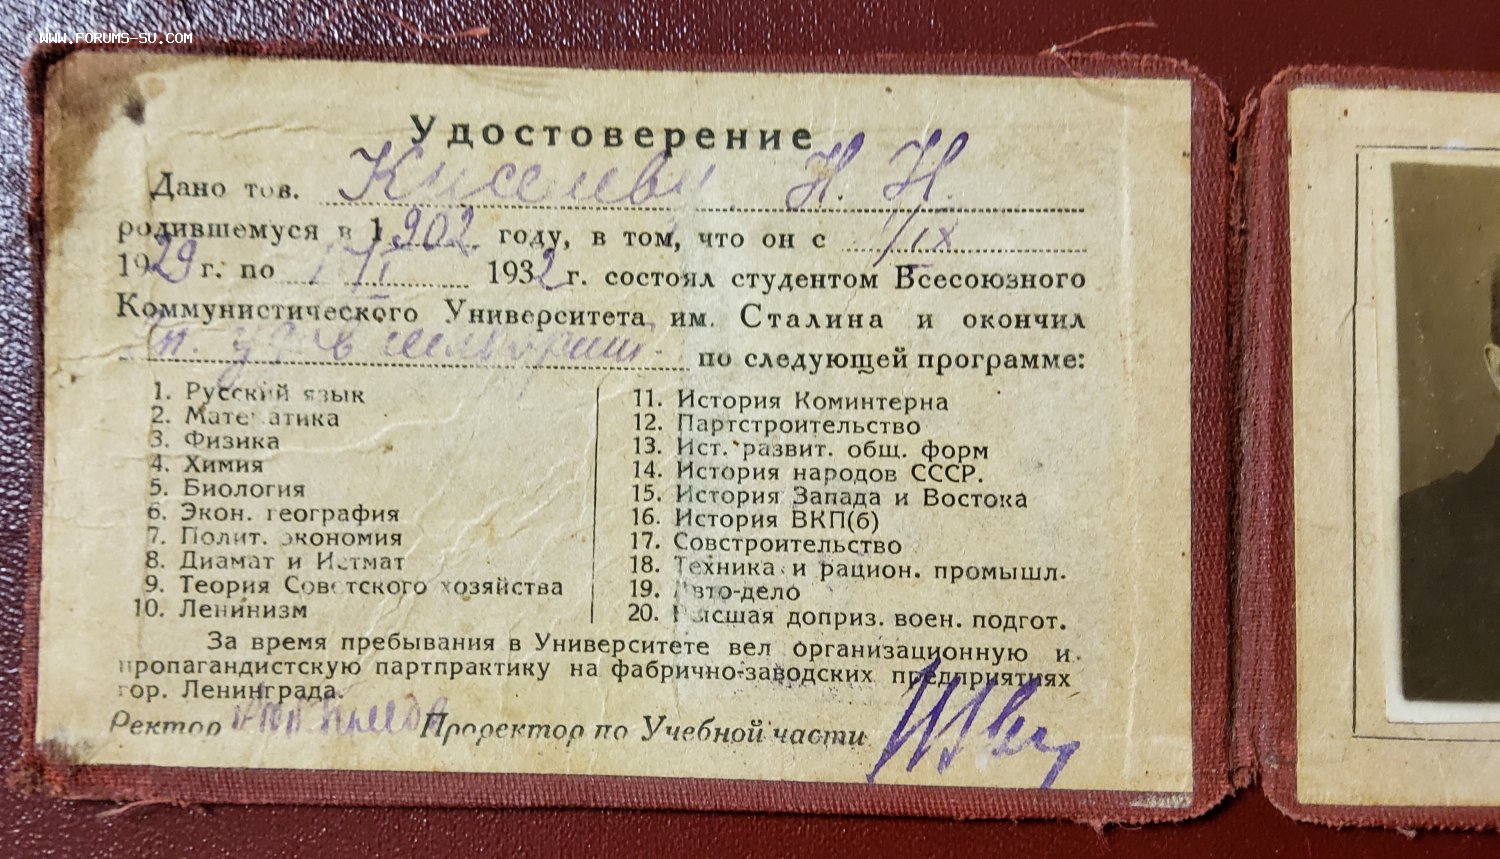 WWW.FORUMS-SU.COM
Удостоверение
Дано тов. Киселеву Н. Н.
родившемуся в 1902 году, в том, что он с 1/IX
1929 г. по 1/I 1932 г. состоял студентом Всесоюзного
Коммунистического Университета им. Сталина и окончил
по следующей программе:
1. Русский язык
2. Математика
3. Физика
4. Химия
5. Биология
6. Экон. география
7. Полит. экономия
8. Диамат и Истмат
9. Теория Советского хозяйства
10. Ленинизм
11. История Коминтерна
12. Партстроительство
13. Ист. развит. общ. форм
14. История народов СССР.
15. История Запада и Востока
16. История ВКП(б)
17. Совстроительство
18. Техника и рацион. промышл.
19. Авто-дело
20. Высшая доприз. воен. подгот.
За время пребывания в Университете вел организационную и
пропагандистскую партпрактику на фабрично-заводских предприятиях
гор. Ленинграда.
Ректор Проректор по Учебной части